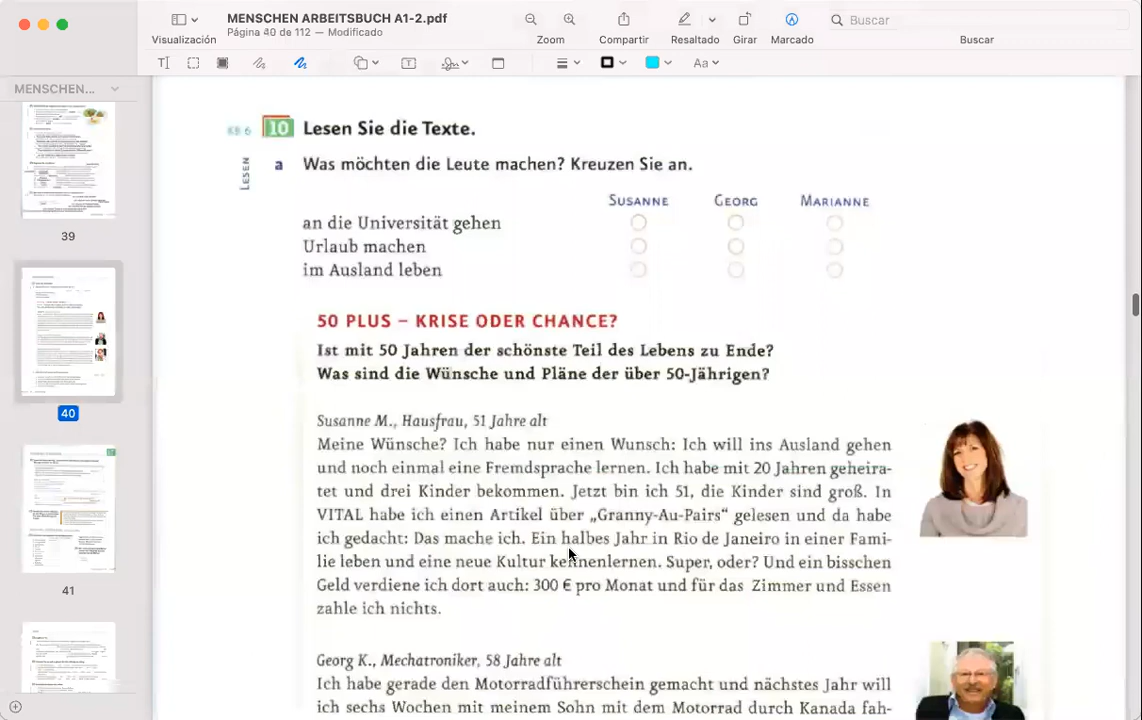 MENSCHEN ARBEITSBUCH A1-2.pdf
Página 40 de 112 — Modificado
Visualización
Zoom
Compartir
Resaltado
Girar
Marcado
Buscar
Buscar
Aa
MENSCHEN...
39
40
41
KB 6
10 Lesen Sie die Texte.
LESEN
a Was möchten die Leute machen? Kreuzen Sie an.
SUSANNE GEORG MARIANNE
an die Universität gehen
Urlaub machen
im Ausland leben
50 PLUS – KRISE ODER CHANCE?
Ist mit 50 Jahren der schönste Teil des Lebens zu Ende?
Was sind die Wünsche und Pläne der über 50-Jährigen?
Susanne M., Hausfrau, 51 Jahre alt
Meine Wünsche? Ich habe nur einen Wunsch: Ich will ins Ausland gehen
und noch einmal eine Fremdsprache lernen. Ich habe mit 20 Jahren geheira-
tet und drei Kinder bekommen. Jetzt bin ich 51, die Kinder sind groß. In
VITAL habe ich einen Artikel über „Granny-Au-Pairs“ gelesen und da habe
ich gedacht: Das mache ich. Ein halbes Jahr in Rio de Janeiro in einer Fami-
lie leben und eine neue Kultur kennenlernen. Super, oder? Und ein bisschen
Geld verdiene ich dort auch: 300 € pro Monat und für das Zimmer und Essen
zahle ich nichts.
Georg K., Mechatroniker, 58 Jahre alt
Ich habe gerade den Motorradführerschein gemacht und nächstes Jahr will
ich sechs Wochen mit meinem Sohn mit dem Motorrad durch Kanada fah-